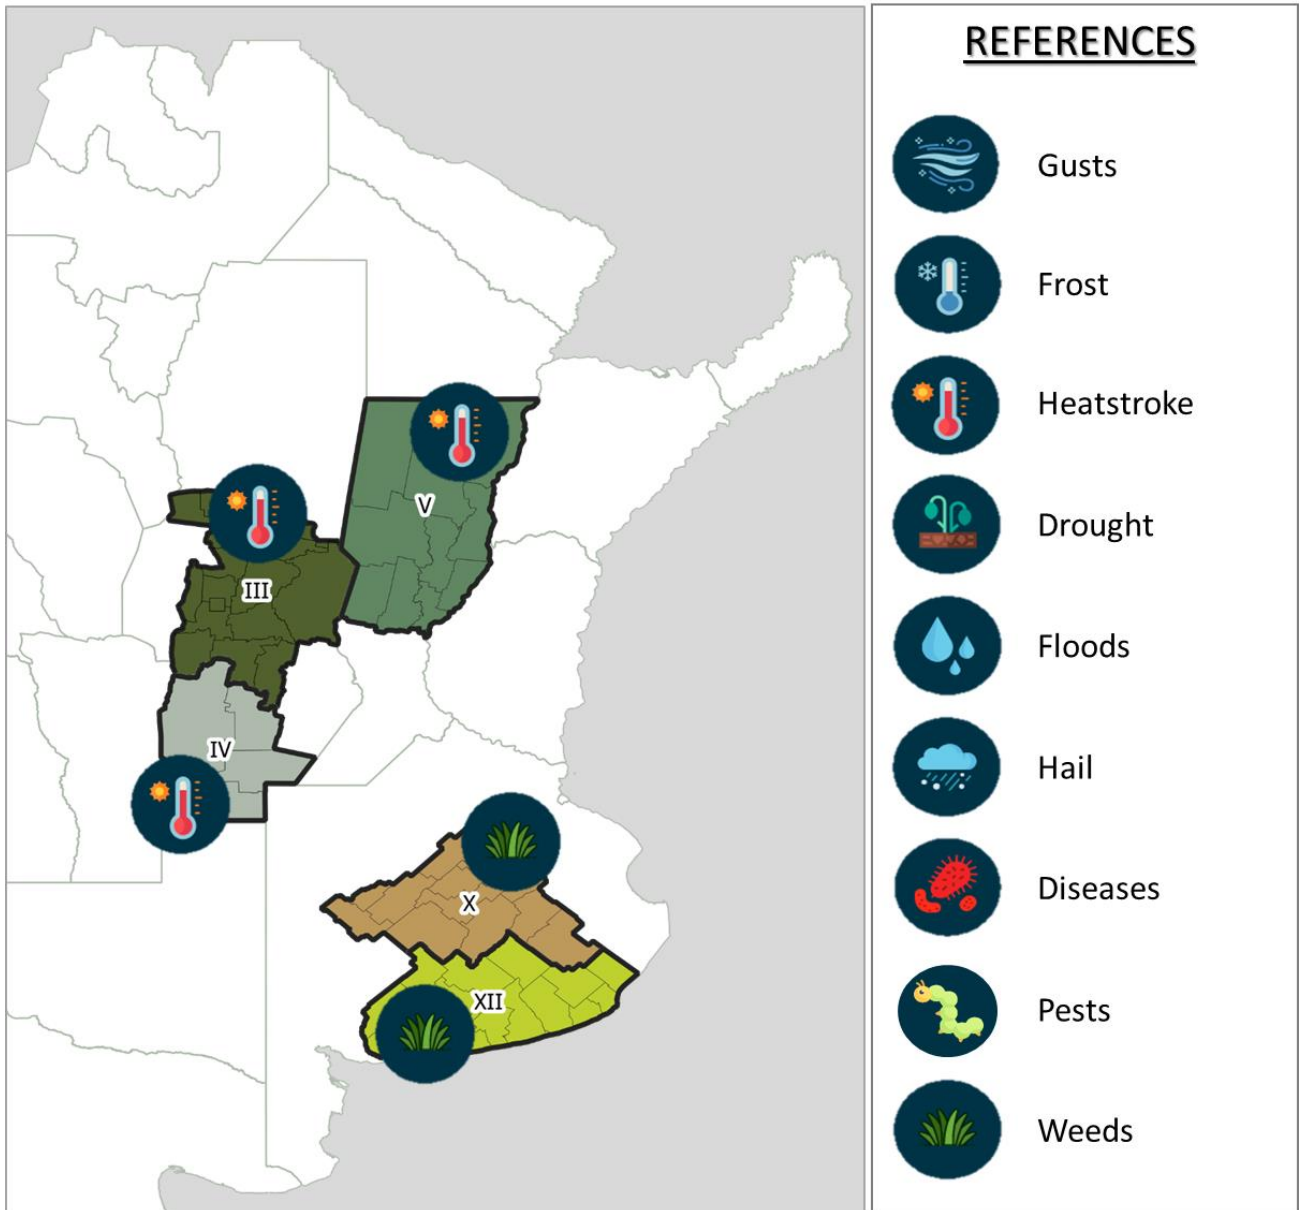 REFERENCES
Gusts
Frost
Heatstroke
Drought
Floods
Hail
Diseases
Pests
Weeds
V
III
IV
X
XII